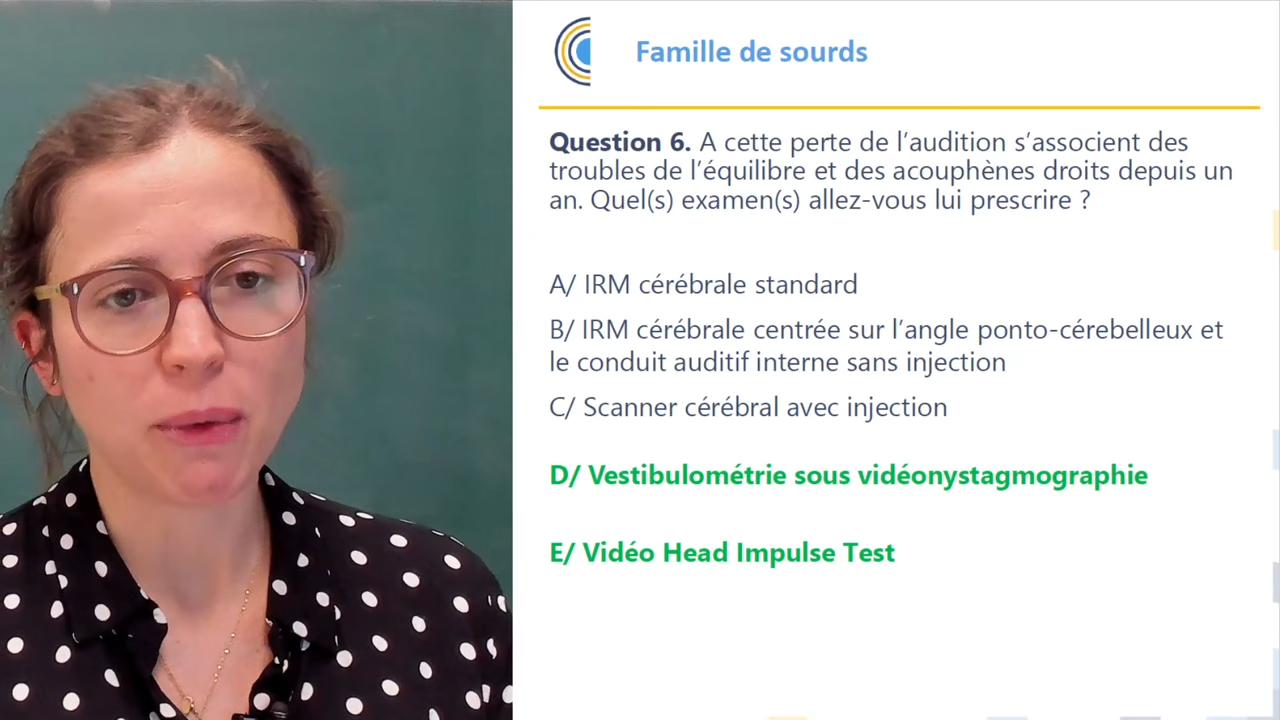 Famille de sourds
Question 6. A cette perte de l’audition s’associent des
troubles de l’équilibre et des acouphènes droits depuis un
an. Quel(s) examen(s) allez-vous lui prescrire ?
A/ IRM cérébrale standard
B/ IRM cérébrale centrée sur l’angle ponto-cérebelleux et
le conduit auditif interne sans injection
C/ Scanner cérébral avec injection
D/ Vestibulométrie sous vidéonystagmographie
E/ Vidéo Head Impulse Test